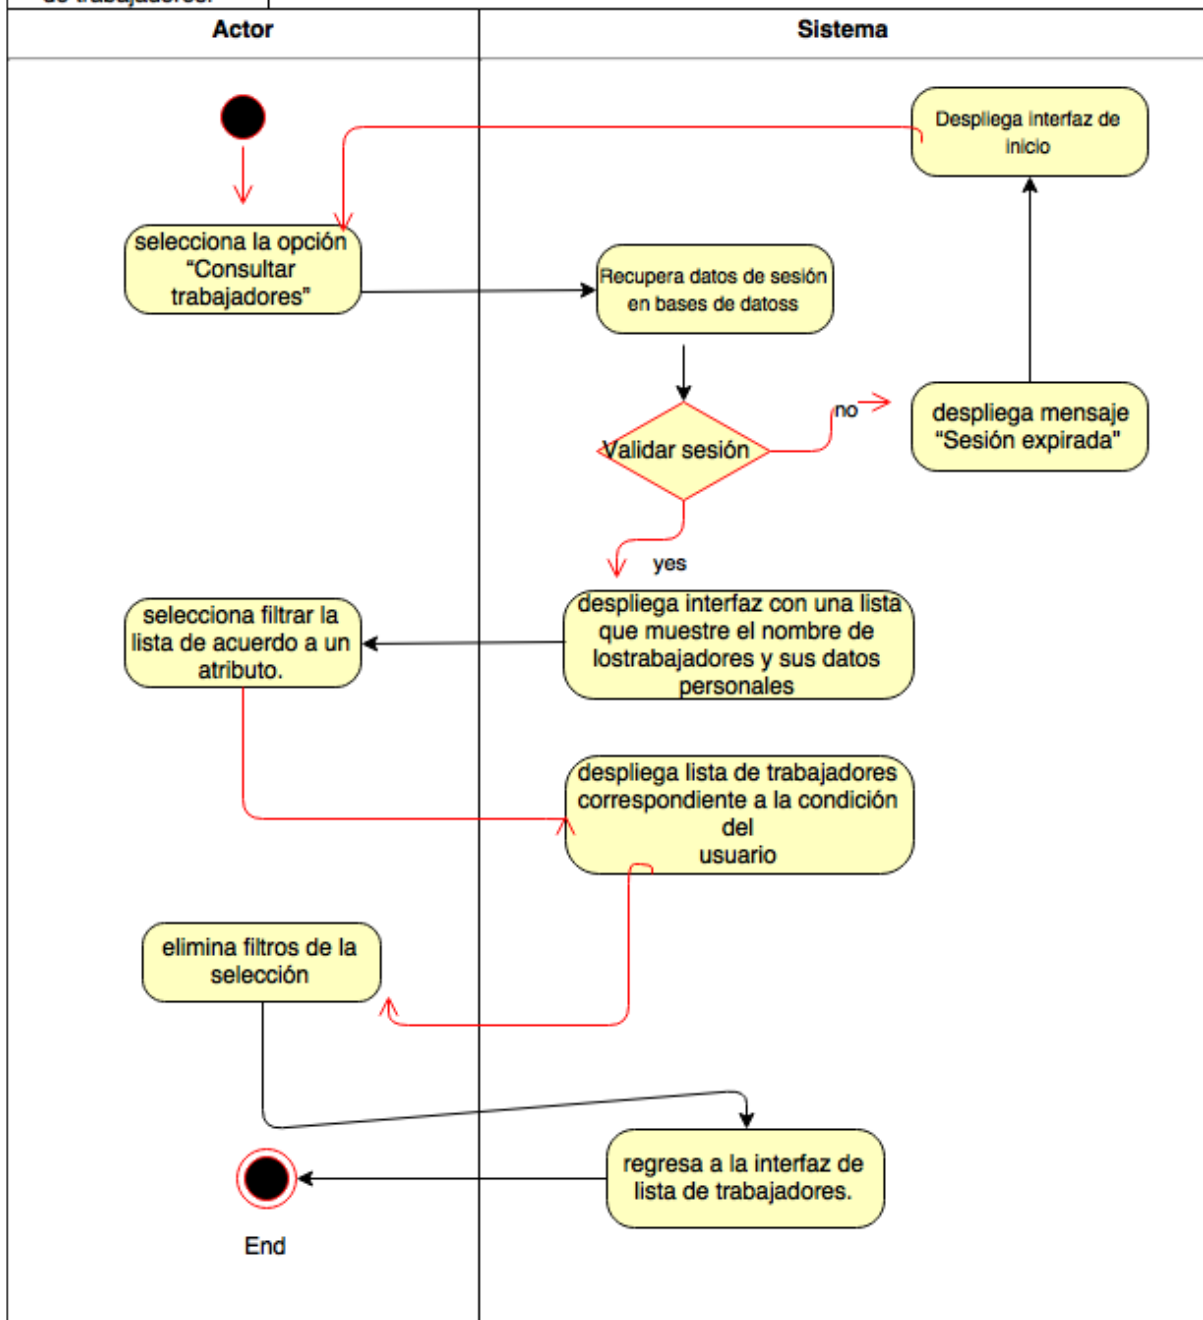 de trabajadores.
Actor
Sistema
Despliega interfaz de
inicio
selecciona la opción
“Consultar
trabajadores”
Recupera datos de sesión
en bases de datoss
no
despliega mensaje
"Sesión expirada"
Validar sesión
yes
selecciona filtrar la
lista de acuerdo a un
atributo.
despliega interfaz con una lista
que muestre el nombre de
lostrabajadores y sus datos
personales
despliega lista de trabajadores
correspondiente a la condición
del
usuario
elimina filtros de la
selección
regresa a la interfaz de
lista de trabajadores.
End